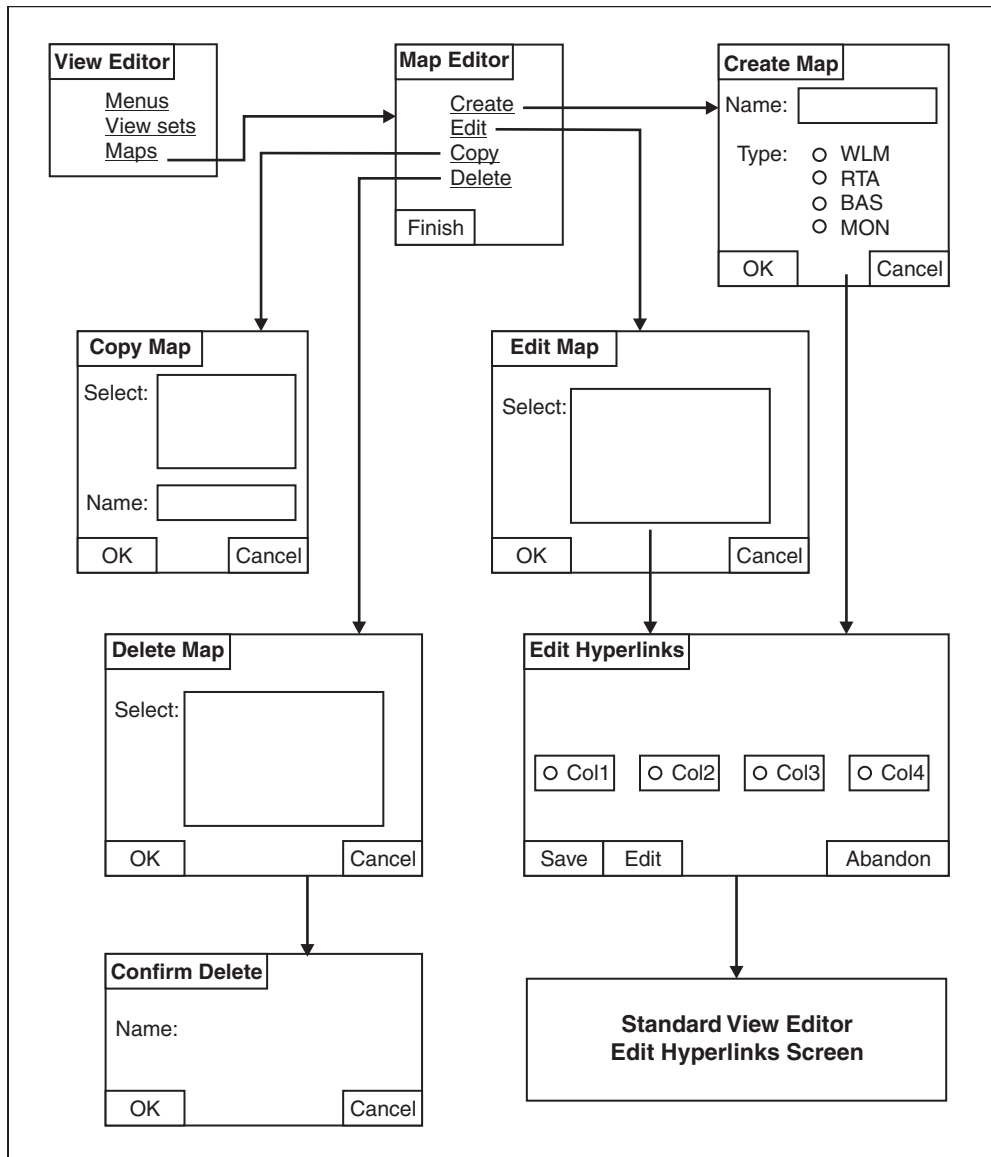 View Editor
Menus
View sets
Maps
Map Editor
Create
Edit
Copy
Delete
Finish
Create Map
Name:
Type:
WLM
RTA
BAS
MON
OK
Cancel
Copy Map
Select:
Name:
OK
Cancel
Edit Map
Select:
OK
Cancel
Delete Map
Select:
OK
Cancel
Edit Hyperlinks
Col1
Col2
Col3
Col4
Save
Edit
Abandon
Confirm Delete
Name:
OK
Cancel
Standard View Editor
Edit Hyperlinks Screen